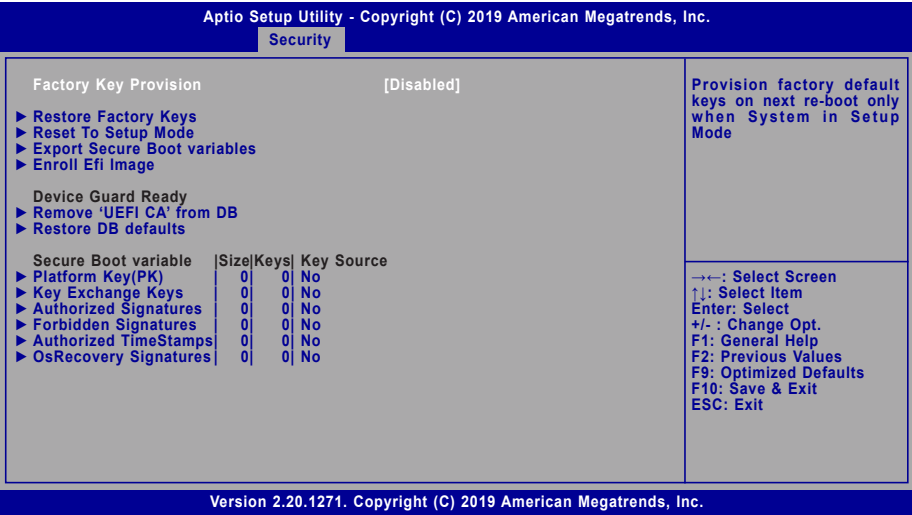 Aptio Setup Utility - Copyright (C) 2019 American Megatrends, Inc.
Security
Factory Key Provision [Disabled]
► Restore Factory Keys
► Reset To Setup Mode
► Export Secure Boot variables
► Enroll Efi Image
Device Guard Ready
► Remove ‘UEFI CA’ from DB
► Restore DB defaults
Secure Boot variable |Size|Keys| Key Source
► Platform Key(PK) | 0| 0| No
► Key Exchange Keys | 0| 0| No
► Authorized Signatures | 0| 0| No
► Forbidden Signatures | 0| 0| No
► Authorized TimeStamps| 0| 0| No
► OsRecovery Signatures| 0| 0| No
Provision factory default
keys on next re-boot only
when System in Setup
Mode
→←: Select Screen
↑↓: Select Item
Enter: Select
+/- : Change Opt.
F1: General Help
F2: Previous Values
F9: Optimized Defaults
F10: Save & Exit
ESC: Exit
Version 2.20.1271. Copyright (C) 2019 American Megatrends, Inc.